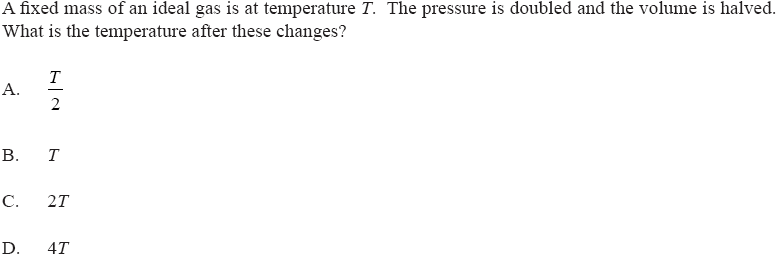 A fixed mass of an ideal gas is at temperature T. The pressure is doubled and the volume is halved.
What is the temperature after these changes?
A. T/2
B. T
C. 2T
D. 4T